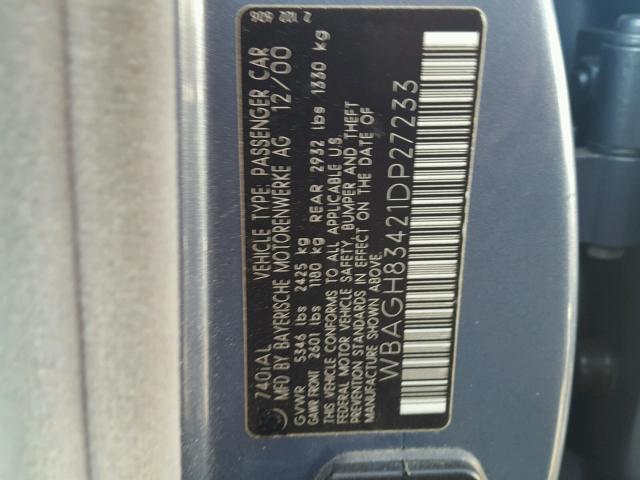 740iAL VEHICLE TYPE: PASSENGER CAR
MFD BY BAYERISCHE MOTORENWERKE AG 12/00
GVWR 5346 lbs 2425 kg
GAWR FRONT 2601 lbs 1180 kg REAR 2932 lbs 1330 kg
THIS VEHICLE CONFORMS TO ALL APPLICABLE U.S.
FEDERAL MOTOR VEHICLE SAFETY, BUMPER AND THEFT
PREVENTION STANDARDS IN EFFECT ON THE DATE OF
MANUFACTURE SHOWN ABOVE.
WBAGH83421DP27233